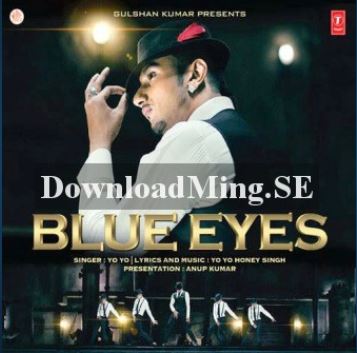 GULSHAN KUMAR PRESENTS
T
DownloadMing.SE
BLUE EYES
SINGER : YO YO | LYRICS AND MUSIC : YO YO HONEY SINGH
PRESENTATION : ANUP KUMAR